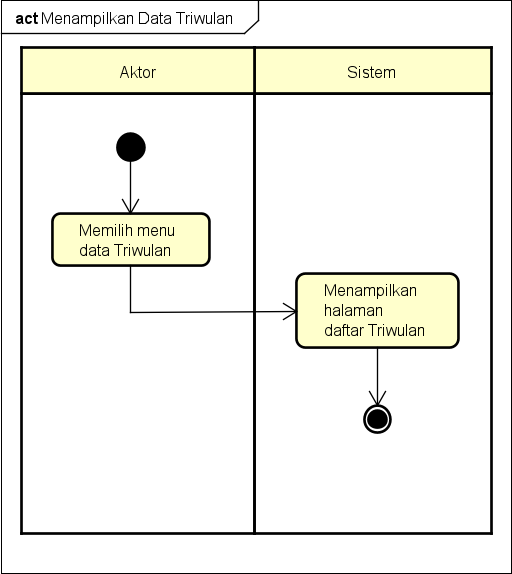 act Menampilkan Data Triwulan
Aktor
Sistem
Memilih menu
data Triwulan
Menampilkan
halaman
daftar Triwulan